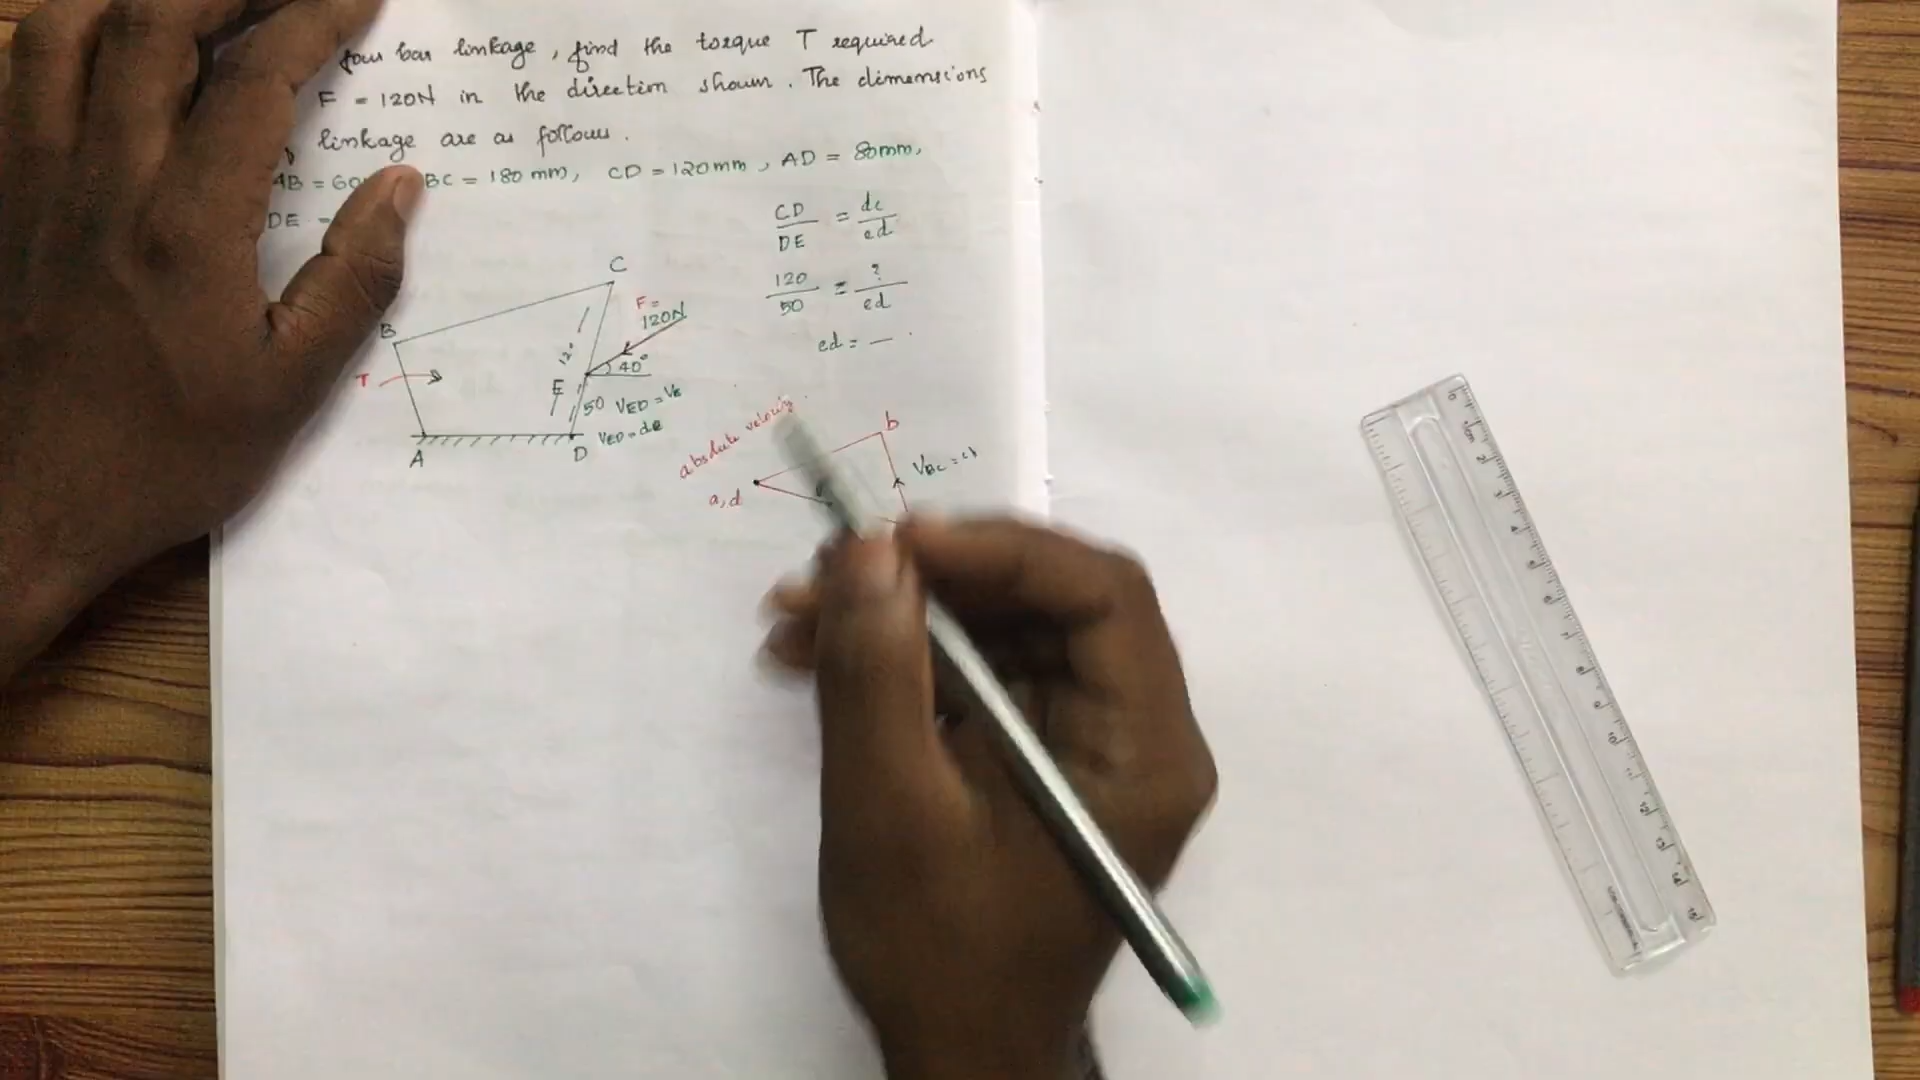 four bar linkage, find the torque T required
F = 120N in the direction shown. The dimensions
linkage are as follows.
BC = 180 mm, CD = 120 mm, AD = 80mm,
DE =
CD/DE = dc/ed
120/50 = ?/ed
ed = —
C
F =
120N
B
T
12°
40°
E
50
VED = VE
VED = de
A
D
absolute velocity.
b
a,d